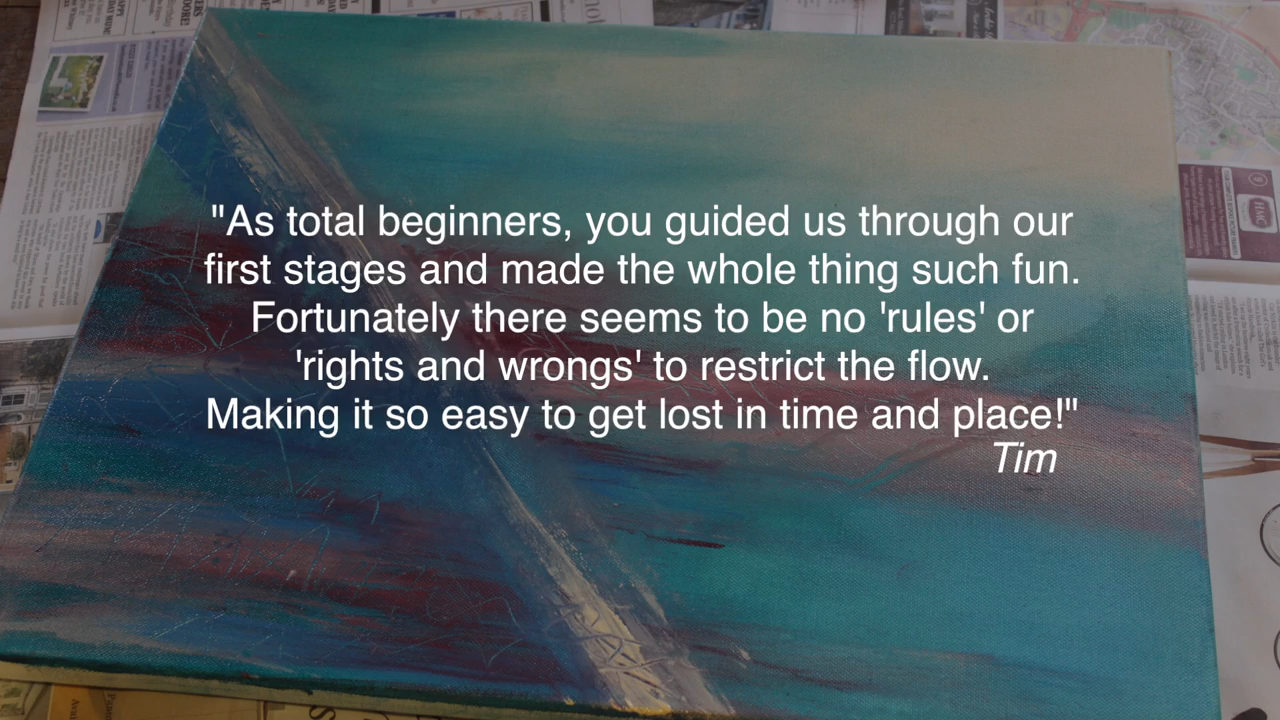 "As total beginners, you guided us through our
first stages and made the whole thing such fun.
Fortunately there seems to be no 'rules' or
'rights and wrongs' to restrict the flow.
Making it so easy to get lost in time and place!"
Tim